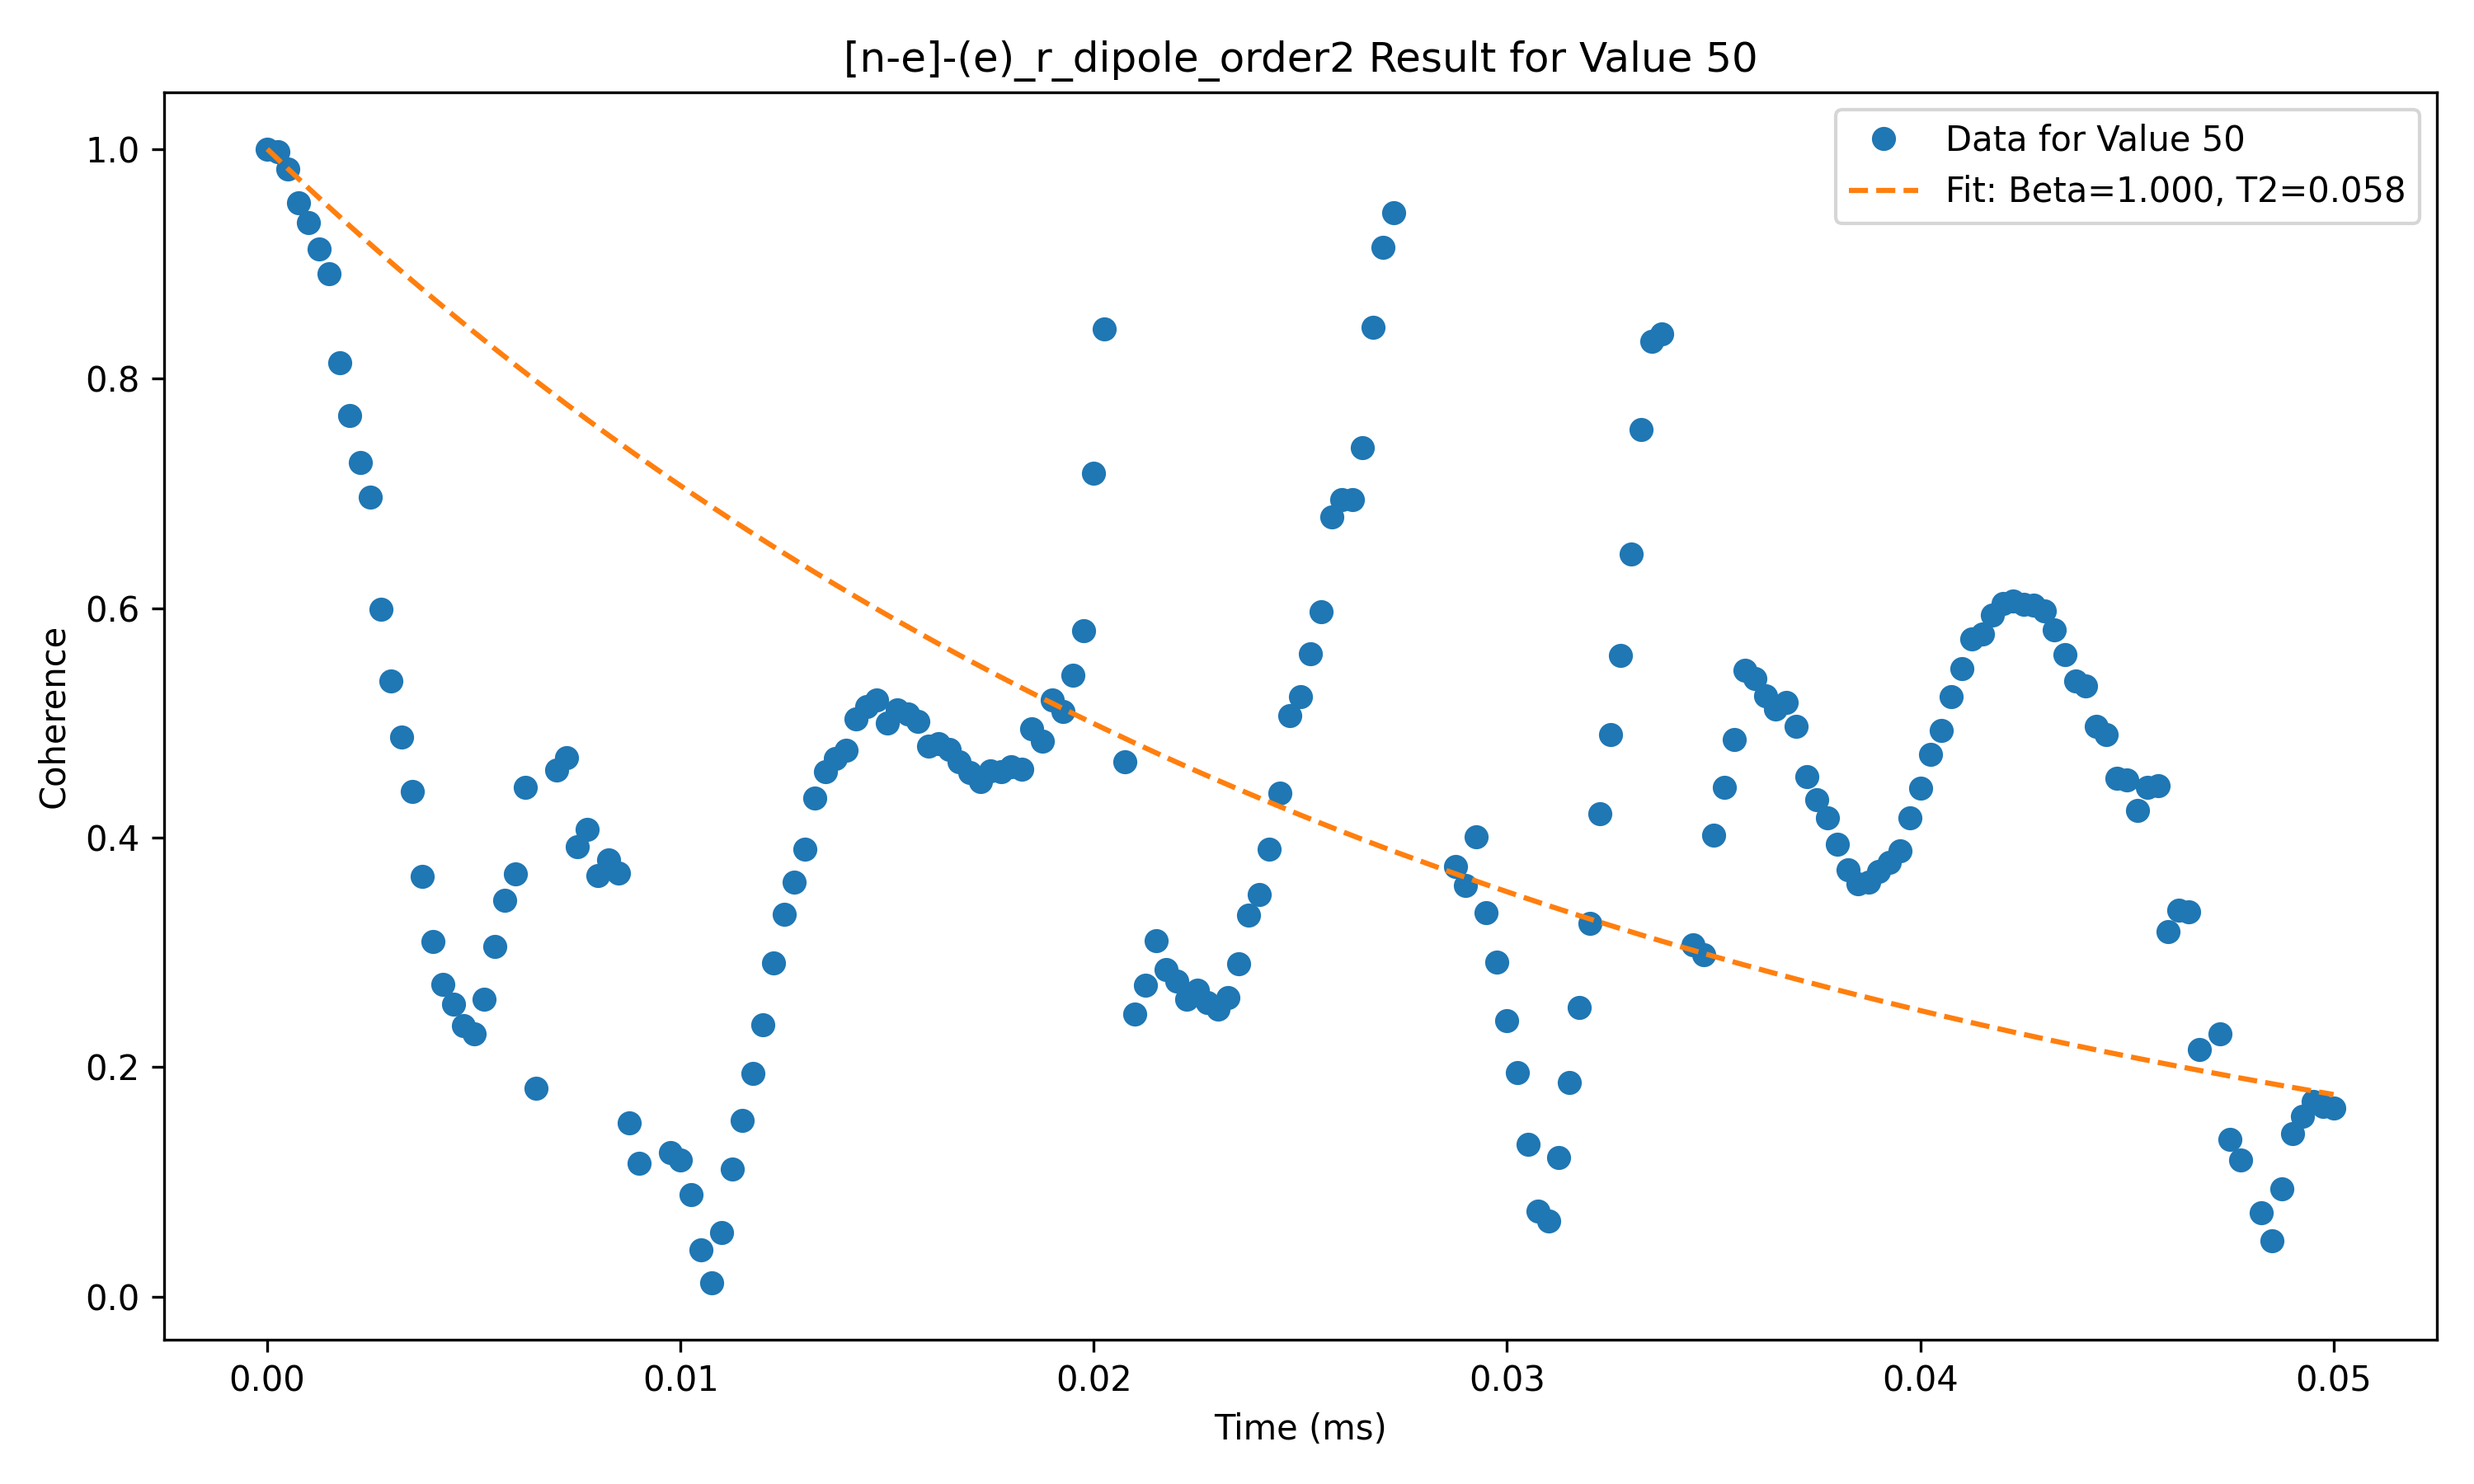 [n-e]-(e)_r_dipole_order2 Result for Value 50
Data for Value 50
Fit: Beta=1.000, T2=0.058
Coherence
1.0
0.8
0.6
0.4
0.2
0.0
0.00 0.01 0.02 0.03 0.04 0.05
Time (ms)